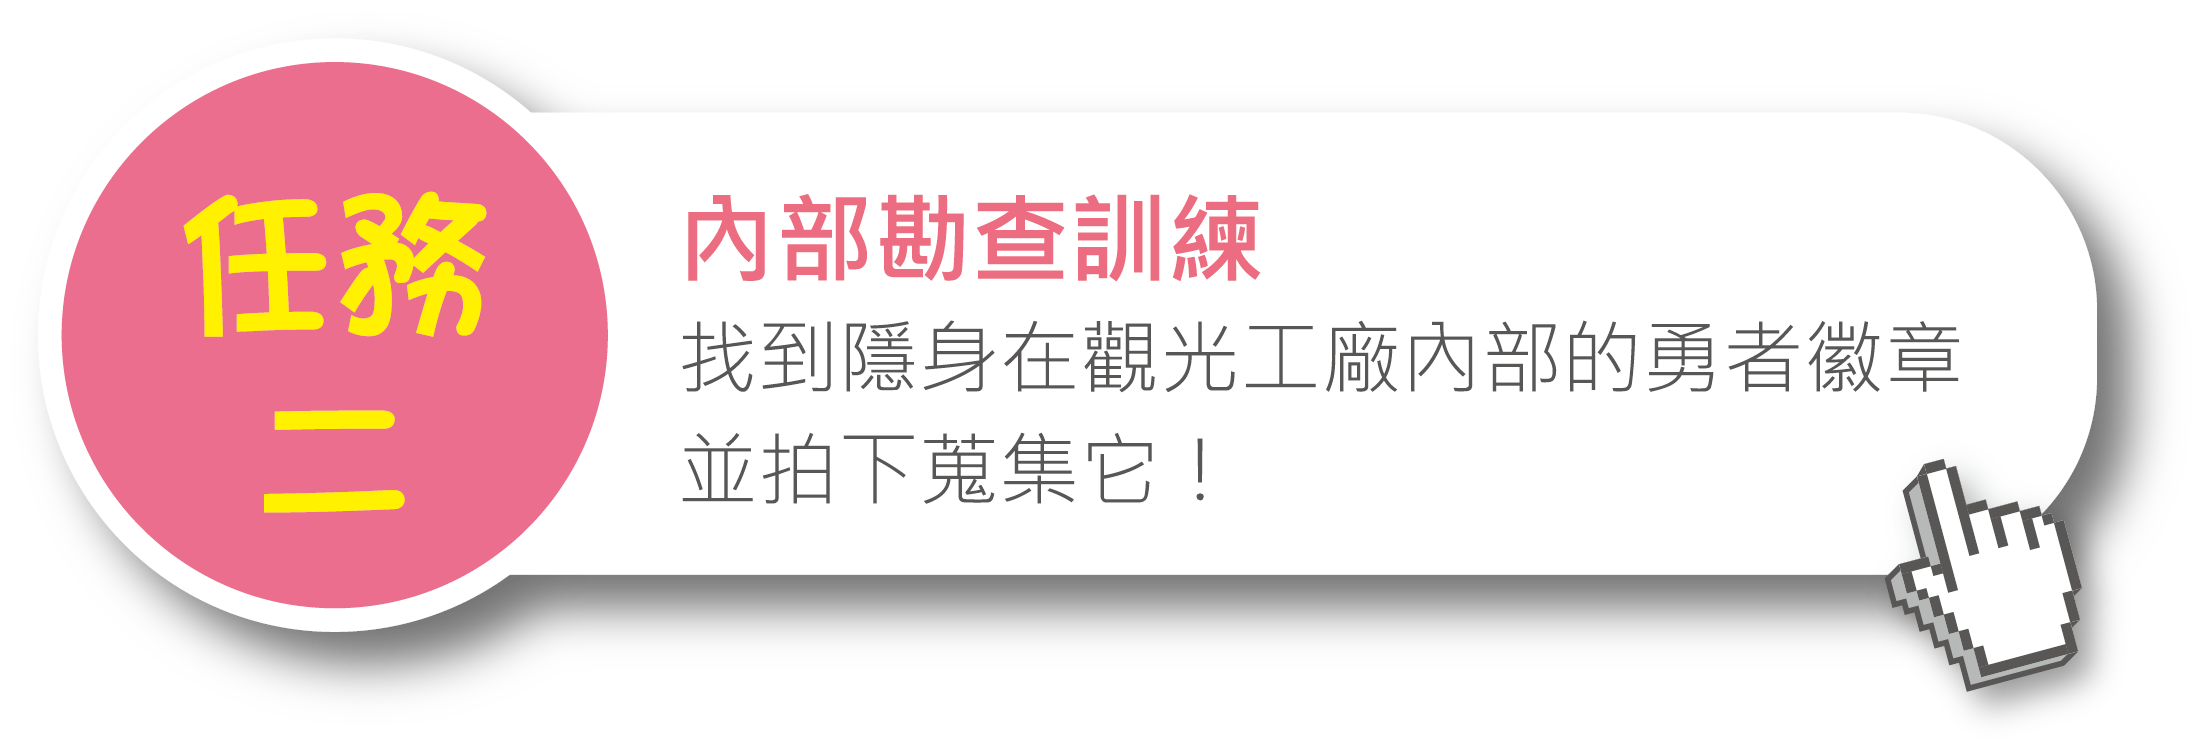 任務
二
內部勘查訓練
找到隱身在觀光工廠內部的勇者徽章
並拍下蒐集它！